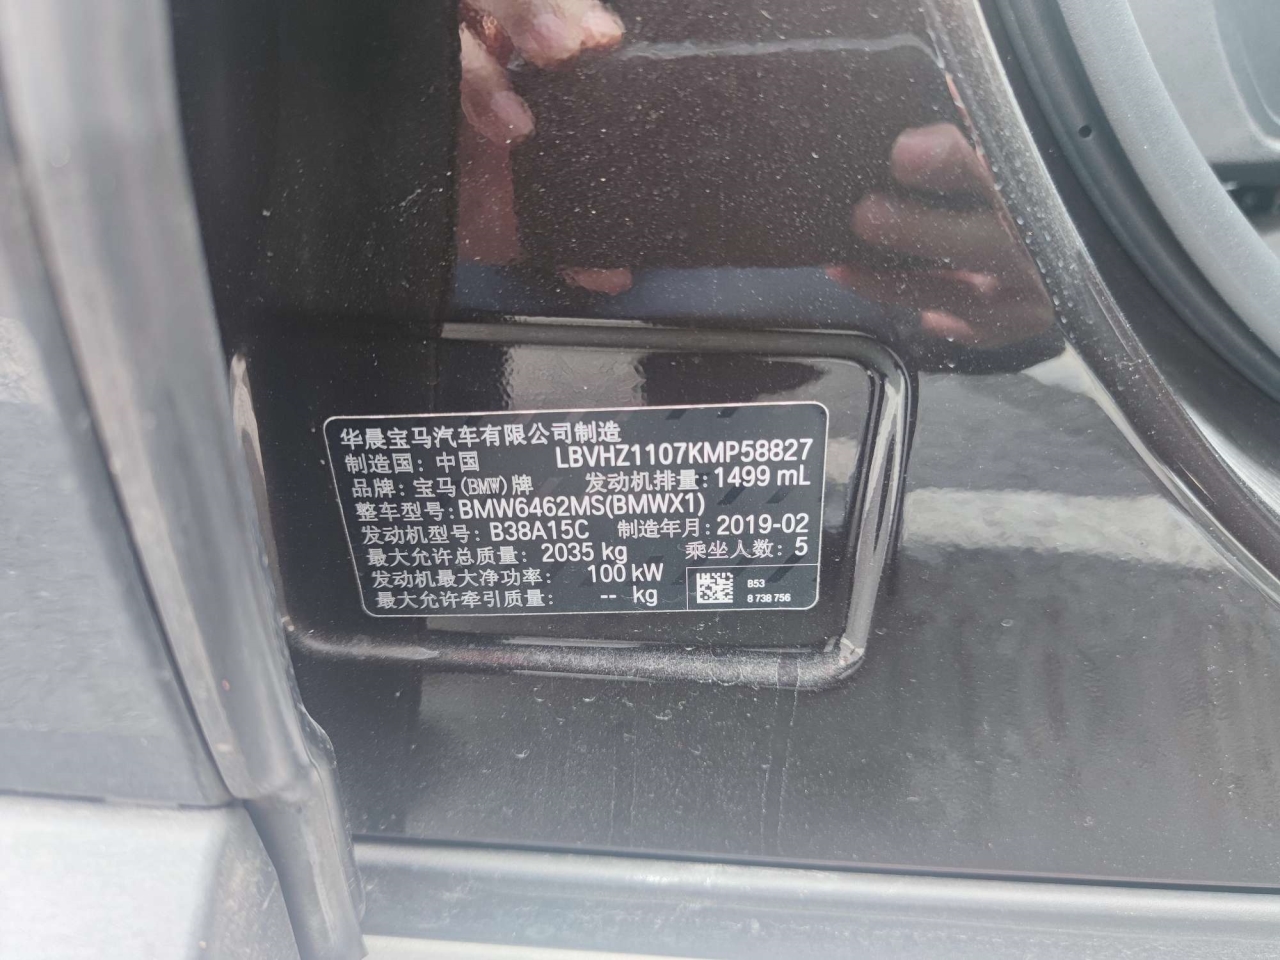 华晨宝马汽车有限公司制造
制造国：中国 LBVHZ1107KMP58827
品牌：宝马(BMW)牌 发动机排量：1499 mL
整车型号：BMW6462MS(BMWX1)
发动机型号：B38A15C 制造年月：2019-02
最大允许总质量：2035 kg 乘坐人数：5
发动机最大净功率：100 kW
最大允许牵引质量：-- kg
B53
8 738 756